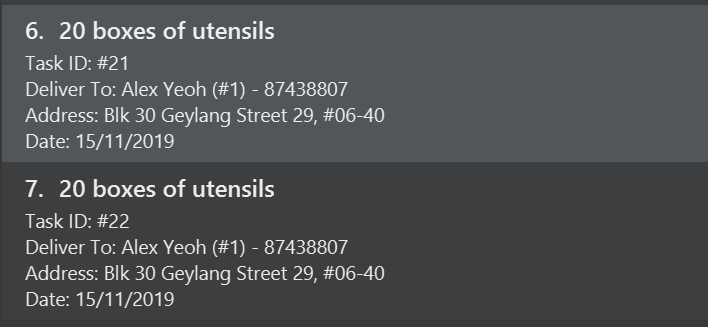 6. 20 boxes of utensils
Task ID: #21
Deliver To: Alex Yeoh (#1) - 87438807
Address: Blk 30 Geylang Street 29, #06-40
Date: 15/11/2019
7. 20 boxes of utensils
Task ID: #22
Deliver To: Alex Yeoh (#1) - 87438807
Address: Blk 30 Geylang Street 29, #06-40
Date: 15/11/2019